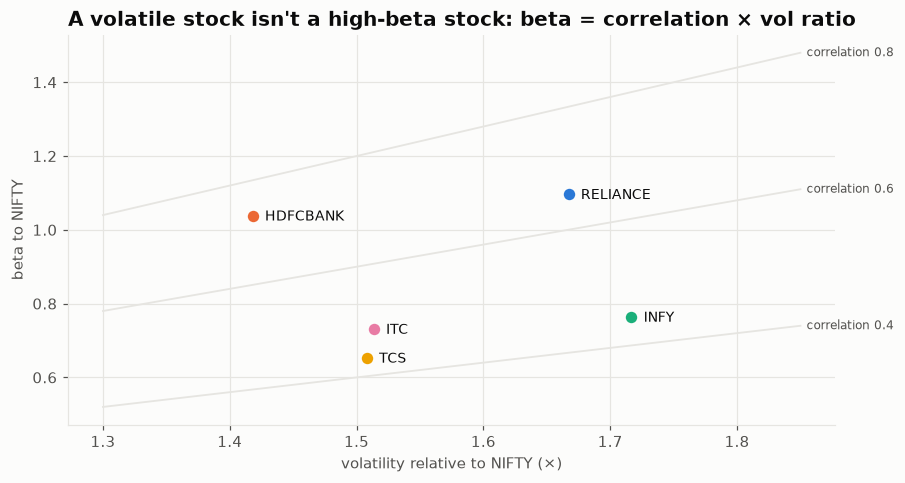 A volatile stock isn't a high-beta stock: beta = correlation × vol ratio
correlation 0.8
1.4
1.2
RELIANCE
correlation 0.6
HDFCBANK
1.0
beta to NIFTY
0.8
INFY
correlation 0.4
ITC
TCS
0.6
1.3 1.4 1.5 1.6 1.7 1.8
volatility relative to NIFTY (×)